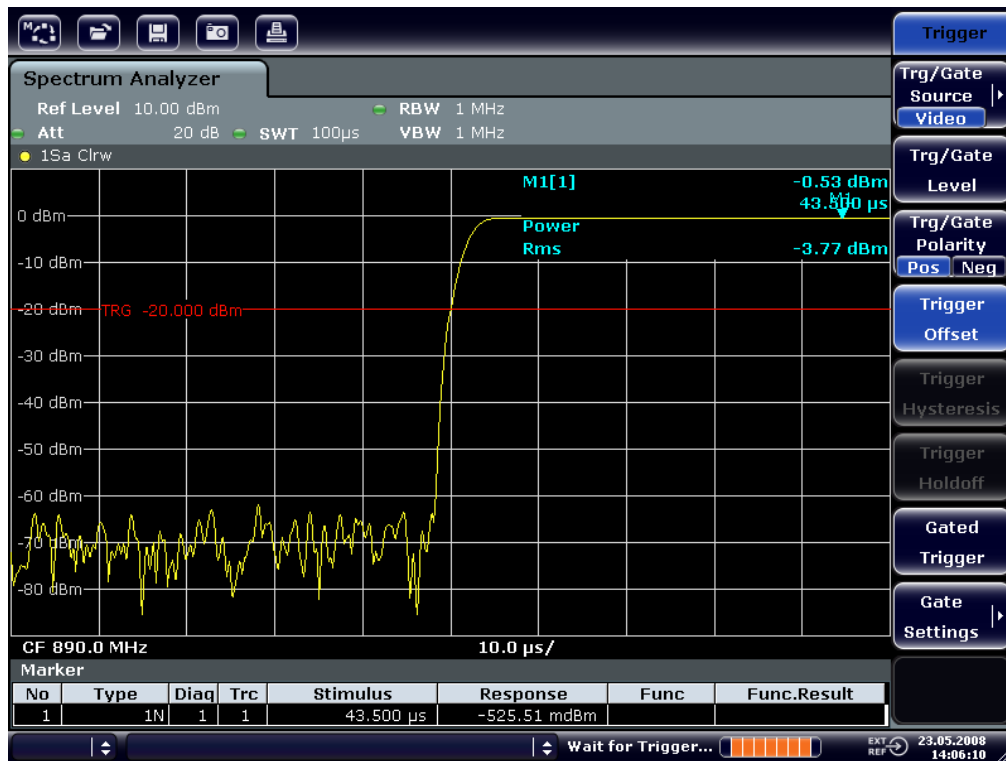 Trigger
Spectrum Analyzer
Ref Level 10.00 dBm RBW 1 MHz
Att 20 dB SWT 100µs VBW 1 MHz
1Sa Clrw
M1[1] -0.53 dBm
43.500 µs
M1
Power
Rms -3.77 dBm
0 dBm
-10 dBm
-20 dBm
TRG -20.000 dBm
-30 dBm
-40 dBm
-50 dBm
-60 dBm
-70 dBm
-80 dBm
CF 890.0 MHz 10.0 µs/
Marker
No Type Diag Trc Stimulus Response Func Func.Result
1 1N 1 1 43.500 µs -525.51 mdBm
Wait for Trigger... EXT REF 23.05.2008
14:06:10
Trg/Gate
Source
Video
Trg/Gate
Level
Trg/Gate
Polarity
Pos Neg
Trigger
Offset
Trigger
Hysteresis
Trigger
Holdoff
Gated
Trigger
Gate
Settings